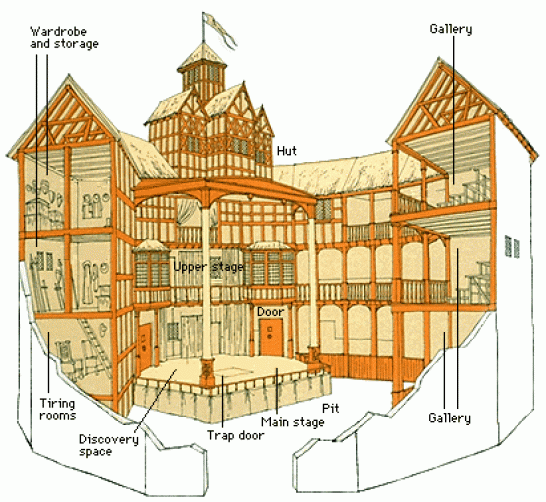 Wardrobe
and storage
Gallery
Hut
Upper stage
Door
Tiring
rooms
Discovery
space
Trap door
Main stage
Pit
Gallery